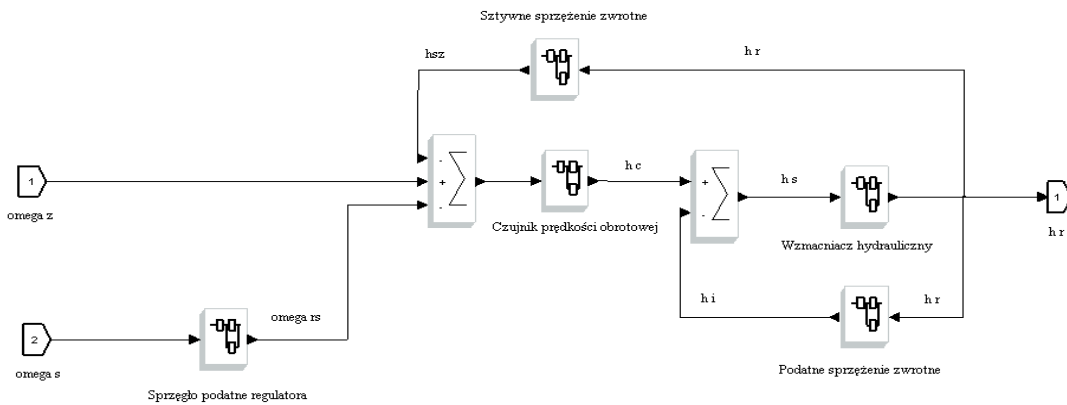 Sztywne sprzężenie zwrotne
hsz
h r
-
+
-
1
omega z
h c
Czujnik prędkości obrotowej
+
-
h s
Wzmacniacz hydrauliczny
1
h r
omega rs
h i
h r
2
omega s
Sprzęgło podatne regulatora
Podatne sprzężenie zwrotne